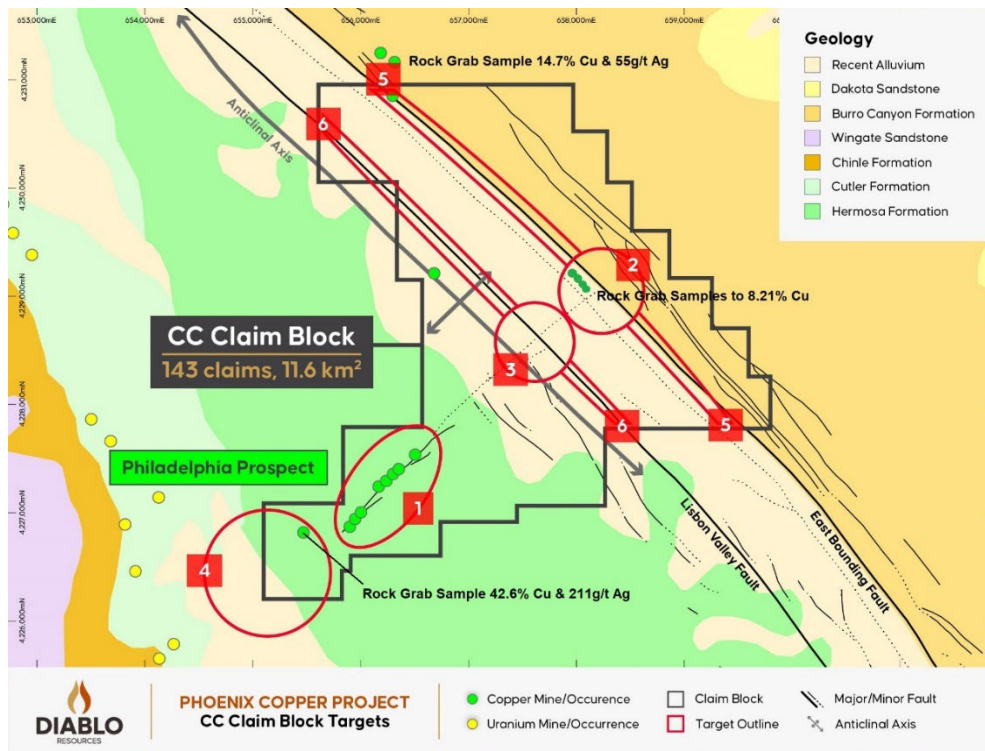 653,000mE
654,000mE
655,000mE
656,000mE
657,000mE
658,000mE
659,000mE
4,231,000mN
4,230,000mN
4,229,000mN
4,228,000mN
4,227,000mN
4,226,000mN
Geology
Recent Alluvium
Dakota Sandstone
Burro Canyon Formation
Wingate Sandstone
Chinle Formation
Cutler Formation
Hermosa Formation
Rock Grab Sample 14.7% Cu & 55g/t Ag
5
6
Anticlinal Axis
2
Rock Grab Samples to 8.21% Cu
CC Claim Block
143 claims, 11.6 km²
3
6
5
Philadelphia Prospect
1
4
Lisbon Valley Fault
East Bounding Fault
Rock Grab Sample 42.6% Cu & 211g/t Ag
DIABLO
RESOURCES
PHOENIX COPPER PROJECT
CC Claim Block Targets
Copper Mine/Occurence
Uranium Mine/Occurrence
Claim Block
Target Outline
Major/Minor Fault
Anticlinal Axis